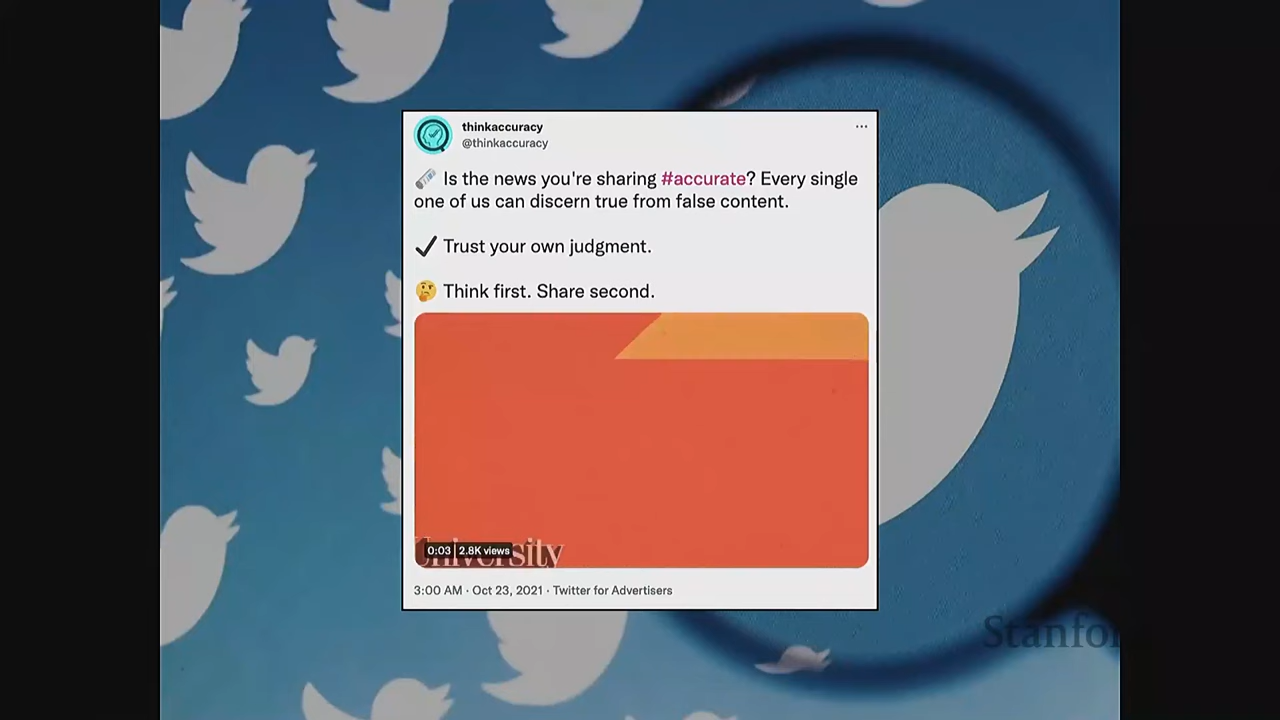 thinkaccuracy
@thinkaccuracy
Is the news you're sharing #accurate? Every single
one of us can discern true from false content.
Trust your own judgment.
Think first. Share second.
0:03 2.8K views
University
3:00 AM · Oct 23, 2021 · Twitter for Advertisers